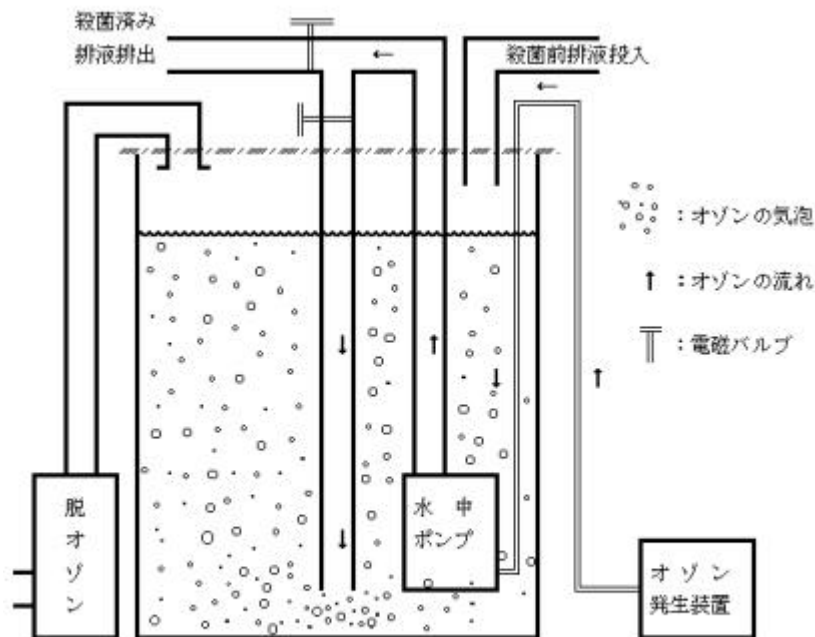 殺菌済み
排液排出
殺菌前排液投入
：オゾンの気泡
：オゾンの流れ
：電磁バルブ
脱オゾン
水中
ポンプ
オゾン
発生装置